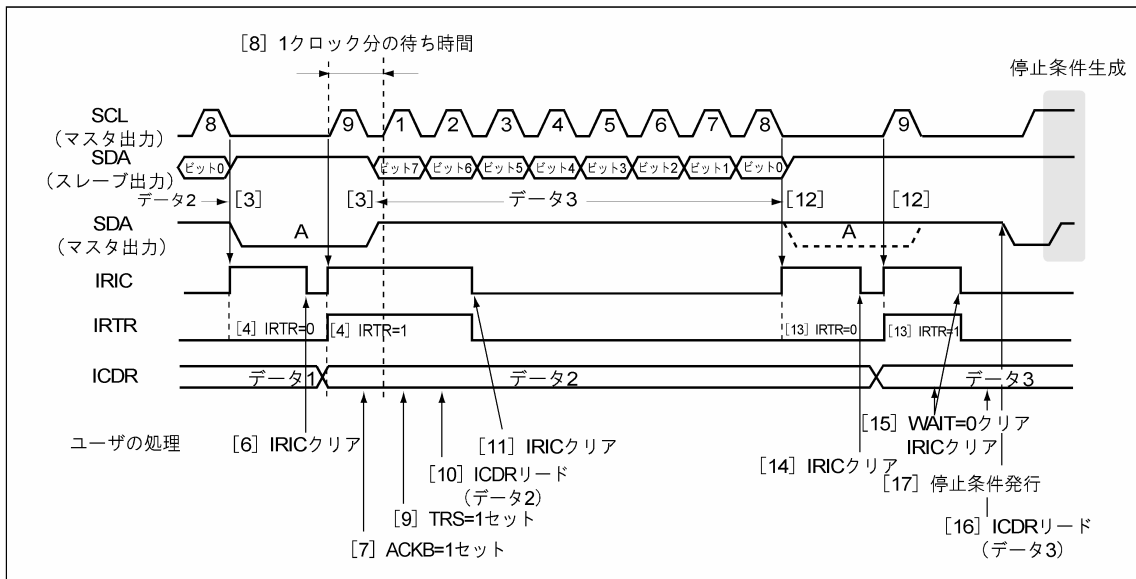 [8] 1クロック分の待ち時間
停止条件生成
SCL
(マスタ出力)
8 9 1 2 3 4 5 6 7 8 9
SDA
(スレーブ出力)
ビット0 ビット7 ビット6 ビット5 ビット4 ビット3 ビット2 ビット1 ビット0
データ2 [3] [3] データ3 [12] [12]
SDA
(マスタ出力)
A A
IRIC
IRTR
[4] IRTR=0 [4] IRTR=1 [13] IRTR=0 [13] IRTR=1
ICDR
データ1 データ2 データ3
ユーザの処理
[6] IRICクリア
[11] IRICクリア
[15] WAIT=0クリア
IRICクリア
[14] IRICクリア
[10] ICDRリード
(データ2)
[17] 停止条件発行
[9] TRS=1セット
[16] ICDRリード
(データ3)
[7] ACKB=1セット